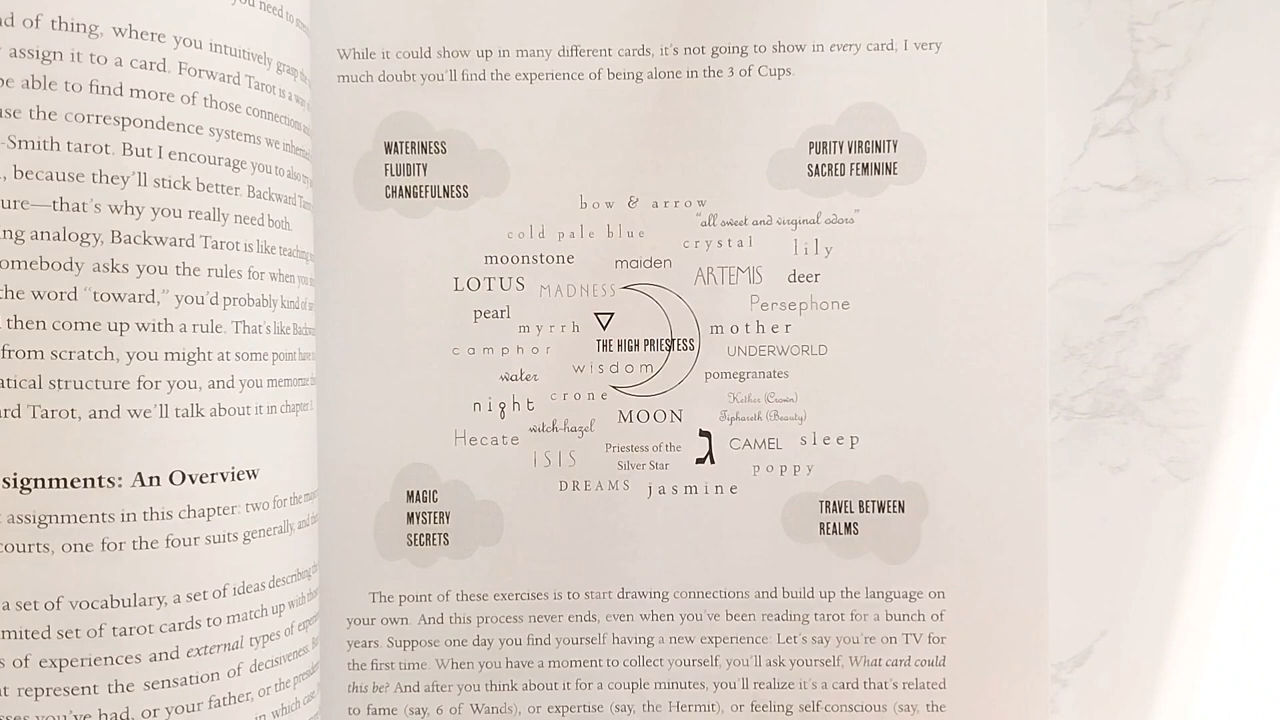 you need to
d of thing, where you intuitively grasp the
assign it to a card. Forward Tarot is a way
be able to find more of those connections
use the correspondence systems we
-Smith tarot. But I encourage you to also try
, because they'll stick better. Backward
ure—that's why you really need both.
ng analogy, Backward Tarot is like teaching
omebody asks you the rules for when you
the word "toward," you'd probably kind of
then come up with a rule. That's like
from scratch, you might at some point have
atical structure for you, and you memorize
rd Tarot, and we'll talk about it in chapter
signments: An Overview
assignments in this chapter: two for the
courts, one for the four suits generally, and
a set of vocabulary, a set of ideas describing
mited set of tarot cards to match up with
s of experiences and external types of
t represent the sensation of decisiveness.
you've had, or your father, or the
in which case
While it could show up in many different cards, it's not going to show in every card; I very
much doubt you'll find the experience of being alone in the 3 of Cups.
WATERINESS
FLUIDITY
CHANGEFULNESS
PURITY VIRGINITY
SACRED FEMININE
bow & arrow
"all sweet and virginal odors"
cold pale blue
crystal
lily
moonstone
maiden
ARTEMIS
deer
LOTUS
MADNESS
Persephone
pearl
myrrh
mother
camphor
THE HIGH PRIESTESS
UNDERWORLD
water
wisdom
pomegranates
night
crone
Kether (Crown)
MOON
Tiphareth (Beauty)
Hecate
witch-hazel
Priestess of the
Silver Star
ג
CAMEL
sleep
ISIS
poppy
DREAMS
jasmine
MAGIC
MYSTERY
SECRETS
TRAVEL BETWEEN
REALMS
The point of these exercises is to start drawing connections and build up the language on
your own. And this process never ends, even when you've been reading tarot for a bunch of
years. Suppose one day you find yourself having a new experience: Let's say you're on TV for
the first time. When you have a moment to collect yourself, you'll ask yourself, What card could
this be? And after you think about it for a couple minutes, you'll realize it's a card that's related
to fame (say, 6 of Wands), or expertise (say, the Hermit), or feeling self-conscious (say, the